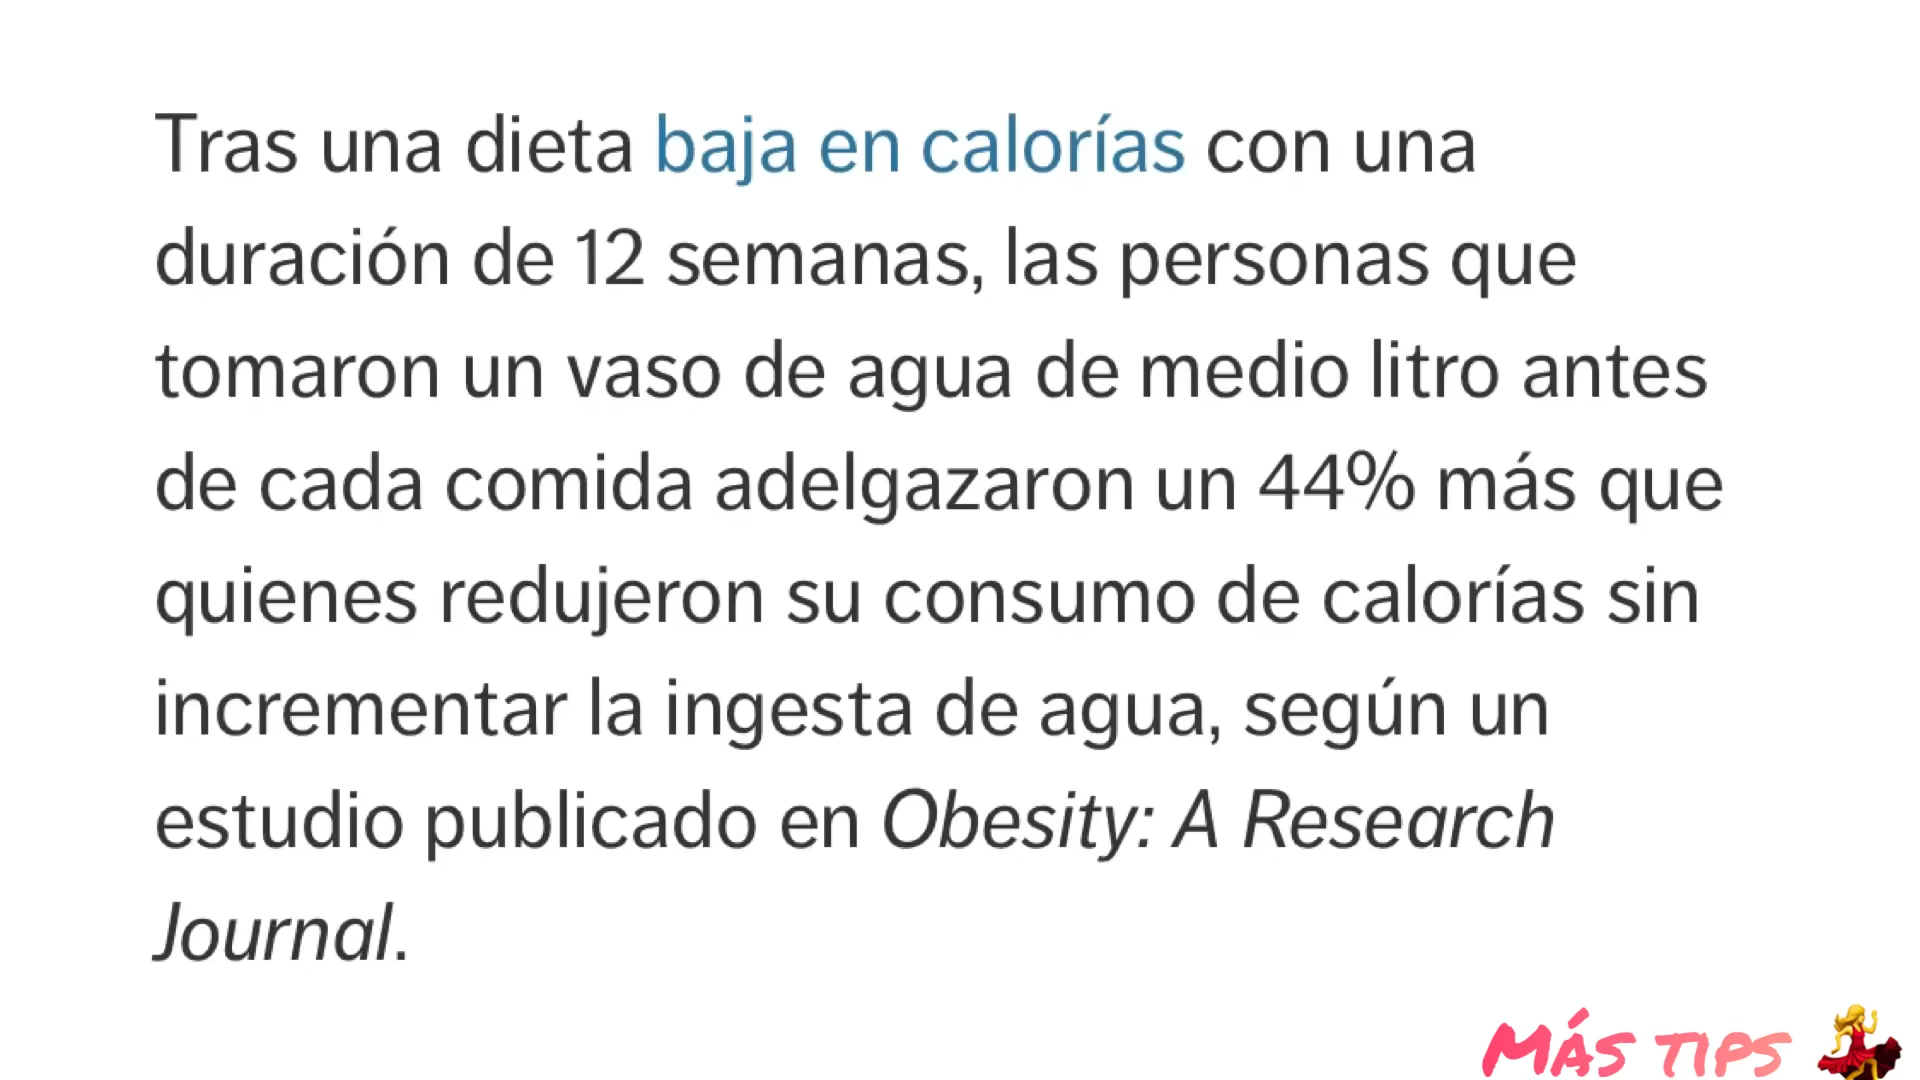 Tras una dieta baja en calorías con una
duración de 12 semanas, las personas que
tomaron un vaso de agua de medio litro antes
de cada comida adelgazaron un 44% más que
quienes redujeron su consumo de calorías sin
incrementar la ingesta de agua, según un
estudio publicado en Obesity: A Research
Journal.
MÁS TIPS